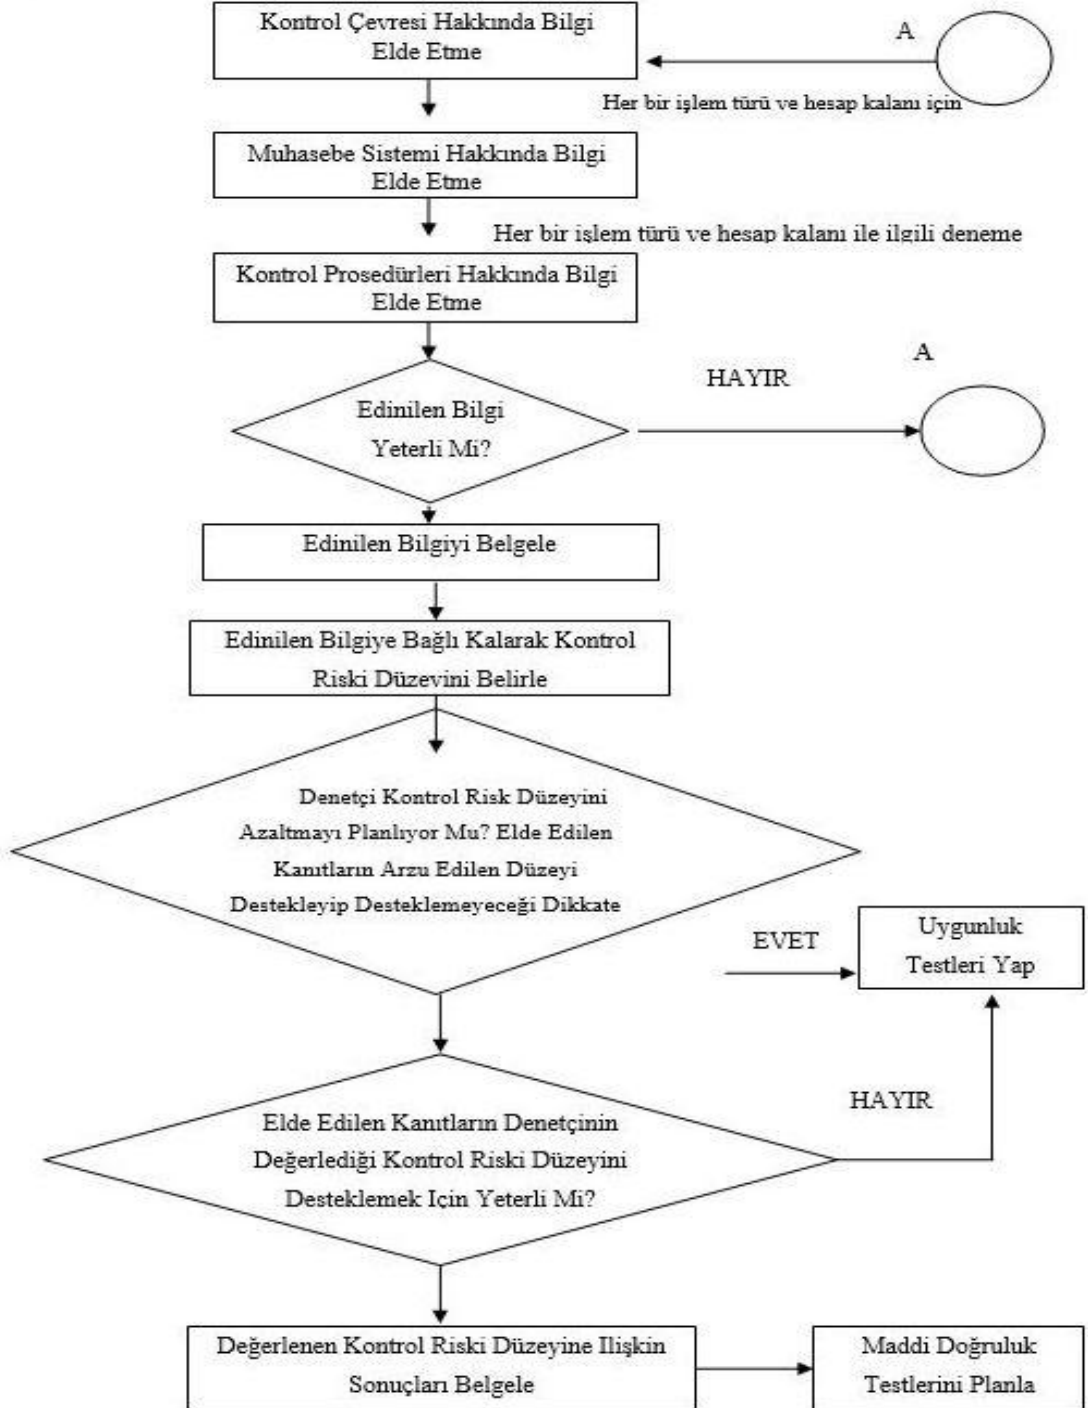 Kontrol Çevresi Hakkında Bilgi
Elde Etme
A
Her bir işlem türü ve hesap kalanı için
Muhasebe Sistemi Hakkında Bilgi
Elde Etme
Her bir işlem türü ve hesap kalanı ile ilgili deneme
Kontrol Prosedürleri Hakkında Bilgi
Elde Etme
A
HAYIR
Edinilen Bilgi
Yeterli Mi?
Edinilen Bilgiyi Belgele
Edinilen Bilgiye Bağlı Kalarak Kontrol
Riski Düzeyini Belirle
Denetçi Kontrol Risk Düzeyini
Azaltmayı Planlıyor Mu? Elde Edilen
Kanıtların Arzu Edilen Düzeyi
Destekleyip Desteklemeyeceği Dikkate
EVET
Uygunluk
Testleri Yap
HAYIR
Elde Edilen Kanıtların Denetçinin
Değerlediği Kontrol Riski Düzeyini
Desteklemek Için Yeterli Mi?
Değerlenen Kontrol Riski Düzeyine Ilişkin
Sonuçları Belgele
Maddi Doğruluk
Testlerini Planla